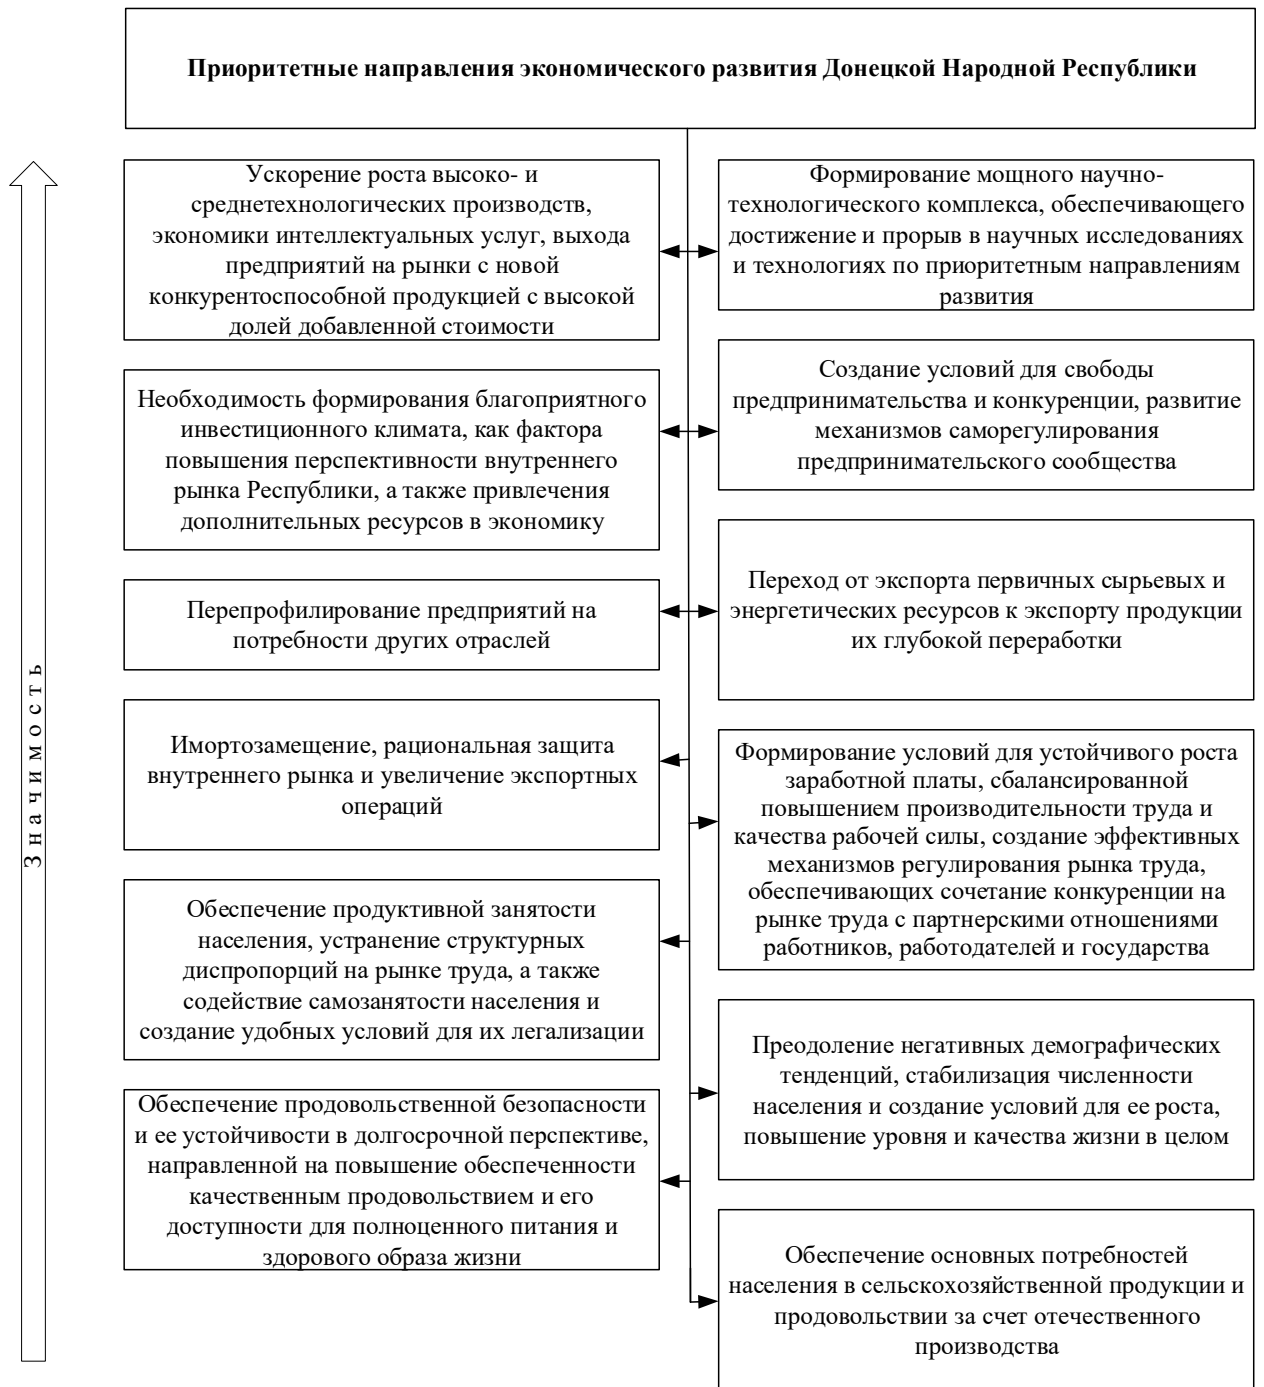 Приоритетные направления экономического развития Донецкой Народной Республики
Ускорение роста высоко- и
среднетехнологических производств,
экономики интеллектуальных услуг, выхода
предприятий на рынки с новой
конкурентоспособной продукцией с высокой
долей добавленной стоимости
Формирование мощного научно-
технологического комплекса, обеспечивающего
достижение и прорыв в научных исследованиях
и технологиях по приоритетным направлениям
развития
Необходимость формирования благоприятного
инвестиционного климата, как фактора
повышения перспективности внутреннего
рынка Республики, а также привлечения
дополнительных ресурсов в экономику
Создание условий для свободы
предпринимательства и конкуренции, развитие
механизмов саморегулирования
предпринимательского сообщества
Перепрофилирование предприятий на
потребности других отраслей
Переход от экспорта первичных сырьевых и
энергетических ресурсов к экспорту продукции
их глубокой переработки
Имортозамещение, рациональная защита
внутреннего рынка и увеличение экспортных
операций
Формирование условий для устойчивого роста
заработной платы, сбалансированной
повышением производительности труда и
качества рабочей силы, создание эффективных
механизмов регулирования рынка труда,
обеспечивающих сочетание конкуренции на
рынке труда с партнерскими отношениями
работников, работодателей и государства
Обеспечение продуктивной занятости
населения, устранение структурных
диспропорций на рынке труда, а также
содействие самозанятости населения и
создание удобных условий для их легализации
Преодоление негативных демографических
тенденций, стабилизация численности
населения и создание условий для ее роста,
повышение уровня и качества жизни в целом
Обеспечение продовольственной безопасности
и ее устойчивости в долгосрочной перспективе,
направленной на повышение обеспеченности
качественным продовольствием и его
доступности для полноценного питания и
здорового образа жизни
Обеспечение основных потребностей
населения в сельскохозяйственной продукции и
продовольствии за счет отечественного
производства
Значимость